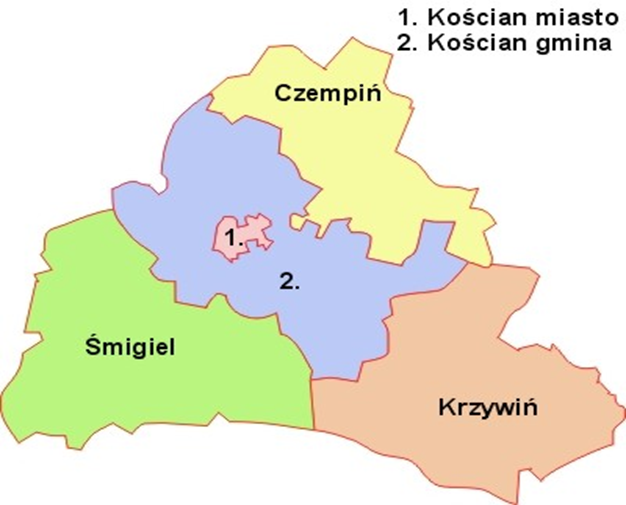 1. Kościan miasto
2. Kościan gmina
Czempiń
1.
2.
Śmigiel
Krzywiń